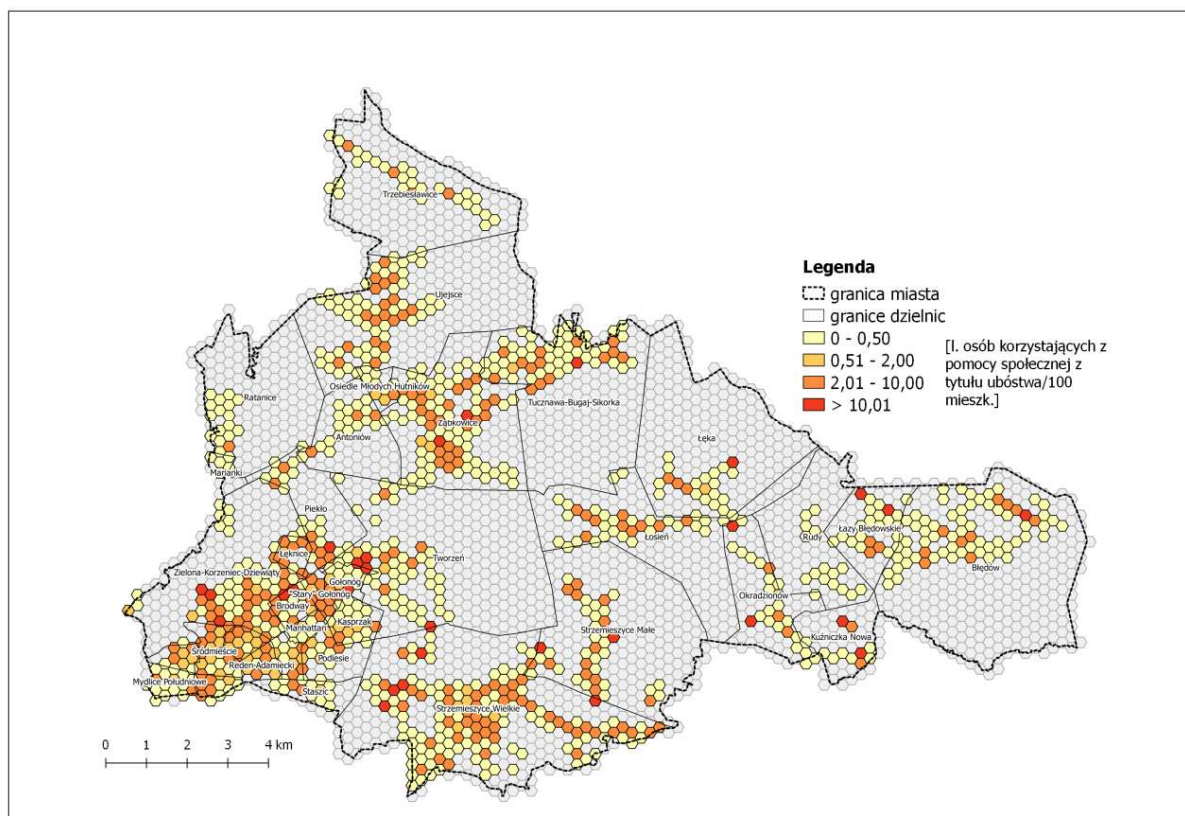 Trzebiesławice
Legenda
granica miasta
granice dzielnic
0 - 0,50
0,51 - 2,00
2,01 - 10,00
> 10,01
[l. osób korzystających z
pomocy społecznej z
tytułu ubóstwa/100
mieszk.]
Ujejsce
Osiedle Młodych Hutników
Ratanice
Tucznawa-Bugaj-Sikorka
Ząbkowice
Antoniów
Łęka
Marianki
Piekło
Łazy Błędowskie
Łosień
Rudy
Łęknice
Tworzeń
Błędów
Zielona-Korzeniec-Dziewiąty
Gołonóg
"Stary" Gołonóg
Okradzionów
Brodway
Kasprzak
Manhattan
Strzemieszyce Małe
Kuźniczka Nowa
Śródmieście
Podlesie
Reden-Adamiecki
Mydlice Południowe
Staszic
Strzemieszyce Wielkie
0 1 2 3 4 km